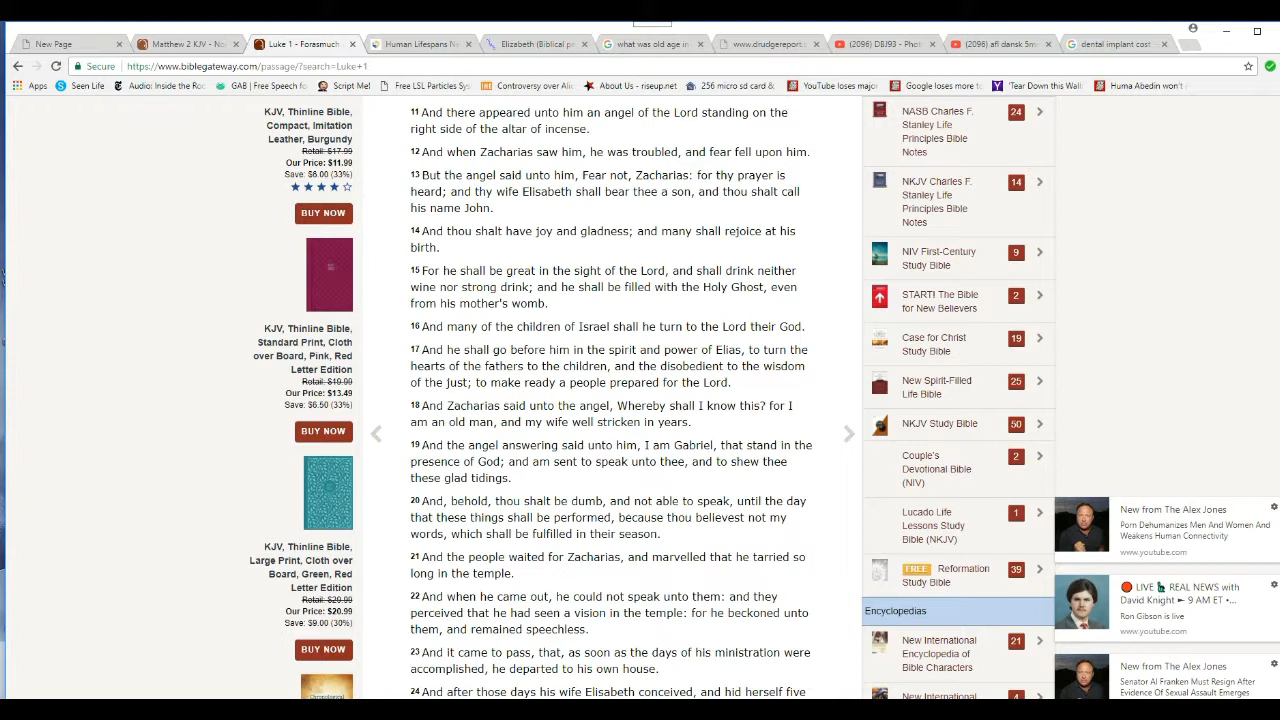 New Page
Matthew 2 KJV - No
Luke 1 - Forasmuch
Human Lifespans Ne
Elizabeth (Biblical pe
what was old age in
www.drudgereport.c
(2096) DBJ93 - Phot
(2096) afl dansk 5m
dental implant cost
Secure
https://www.biblegateway.com/passage/?search=Luke+1
Apps
Seen Life
Audio: Inside the Roc
GAB | Free Speech fo
Script Me!
Free LSL Particles Sy
Controversy over Ali
About Us - riseup.net
256 micro sd card &
YouTube loses major
Google loses more to
'Tear Down this Wall
Huma Abedin won't
KJV, Thinline Bible,
Compact, Imitation
Leather, Burgundy
Retail: $17.99
Our Price: $11.99
Save: $6.00 (33%)
BUY NOW
KJV, Thinline Bible,
Standard Print, Cloth
over Board, Pink, Red
Letter Edition
Retail: $19.99
Our Price: $13.49
Save: $6.50 (33%)
BUY NOW
KJV, Thinline Bible,
Large Print, Cloth over
Board, Green, Red
Letter Edition
Retail: $29.99
Our Price: $20.99
Save: $9.00 (30%)
BUY NOW
11 And there appeared unto him an angel of the Lord standing on the
right side of the altar of incense.
12 And when Zacharias saw him, he was troubled, and fear fell upon him.
13 But the angel said unto him, Fear not, Zacharias: for thy prayer is
heard; and thy wife Elisabeth shall bear thee a son, and thou shalt call
his name John.
14 And thou shalt have joy and gladness; and many shall rejoice at his
birth.
15 For he shall be great in the sight of the Lord, and shall drink neither
wine nor strong drink; and he shall be filled with the Holy Ghost, even
from his mother's womb.
16 And many of the children of Israel shall he turn to the Lord their God.
17 And he shall go before him in the spirit and power of Elias, to turn the
hearts of the fathers to the children, and the disobedient to the wisdom
of the just; to make ready a people prepared for the Lord.
18 And Zacharias said unto the angel, Whereby shall I know this? for I
am an old man, and my wife well stricken in years.
19 And the angel answering said unto him, I am Gabriel, that stand in the
presence of God; and am sent to speak unto thee, and to shew thee
these glad tidings.
20 And, behold, thou shalt be dumb, and not able to speak, until the day
that these things shall be performed, because thou believest not my
words, which shall be fulfilled in their season.
21 And the people waited for Zacharias, and marvelled that he tarried so
long in the temple.
22 And when he came out, he could not speak unto them: and they
perceived that he had seen a vision in the temple: for he beckoned unto
them, and remained speechless.
23 And it came to pass, that, as soon as the days of his ministration were
accomplished, he departed to his own house.
24 And after those days his wife Elisabeth conceived, and hid herself five
NASB Charles F.
Stanley Life
Principles Bible
Notes
24
NKJV Charles F.
Stanley Life
Principles Bible
Notes
14
NIV First-Century
Study Bible
9
START! The Bible
for New Believers
2
Case for Christ
Study Bible
19
New Spirit-Filled
Life Bible
25
NKJV Study Bible
50
Couple's
Devotional Bible
(NIV)
2
Lucado Life
Lessons Study
Bible (NKJV)
1
FREE Reformation
Study Bible
39
Encyclopedias
New International
Encyclopedia of
Bible Characters
21
New International
4
New from The Alex Jones
Porn Dehumanizes Men And Women And
Weakens Human Connectivity
www.youtube.com
LIVE REAL NEWS with
David Knight ► 9 AM ET •...
Ron Gibson is live
www.youtube.com
New from The Alex Jones
Senator Al Franken Must Resign After
Evidence Of Sexual Assault Emerges